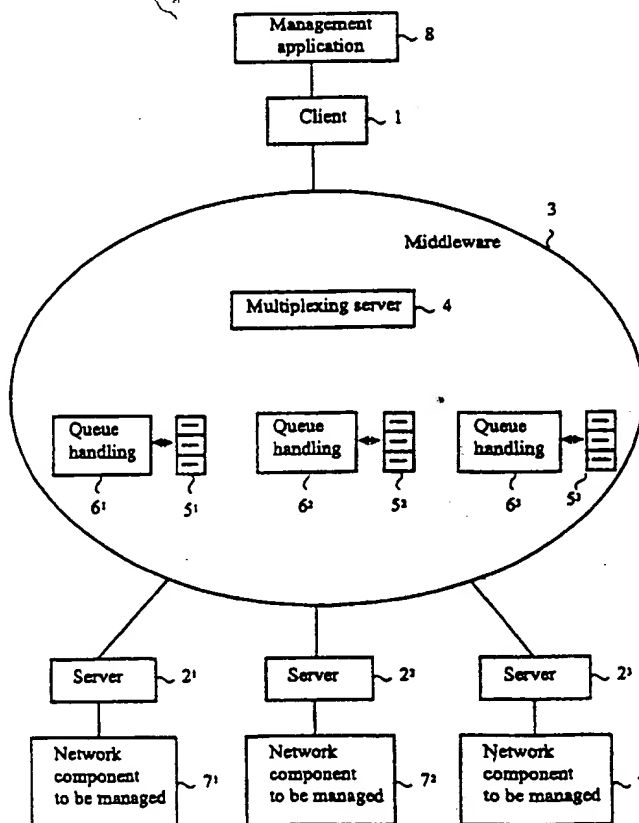 Management
application
8
Client
1
3
Middleware
Multiplexing server
4
Queue
handling
Queue
handling
Queue
handling
6¹
5¹
6²
5²
6³
5³
Server
2¹
Server
2²
Server
2³
Network
component
to be managed
7¹
Network
component
to be managed
7²
Network
component
to be managed